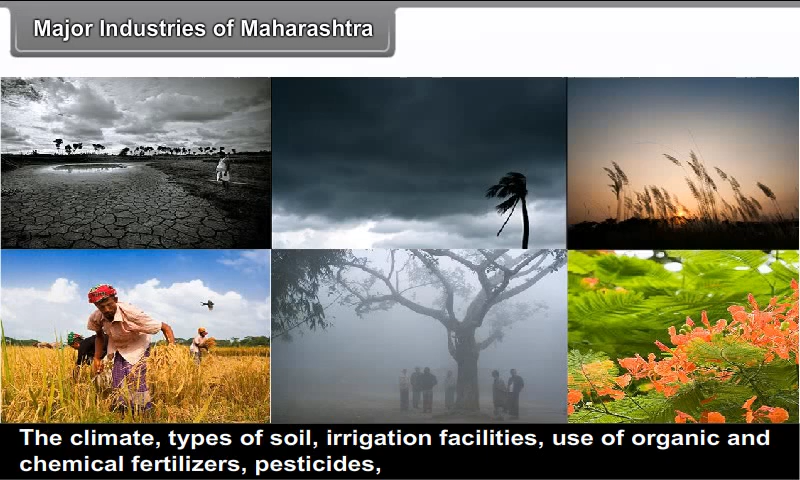 Major Industries of Maharashtra
The climate, types of soil, irrigation facilities, use of organic and
chemical fertilizers, pesticides,